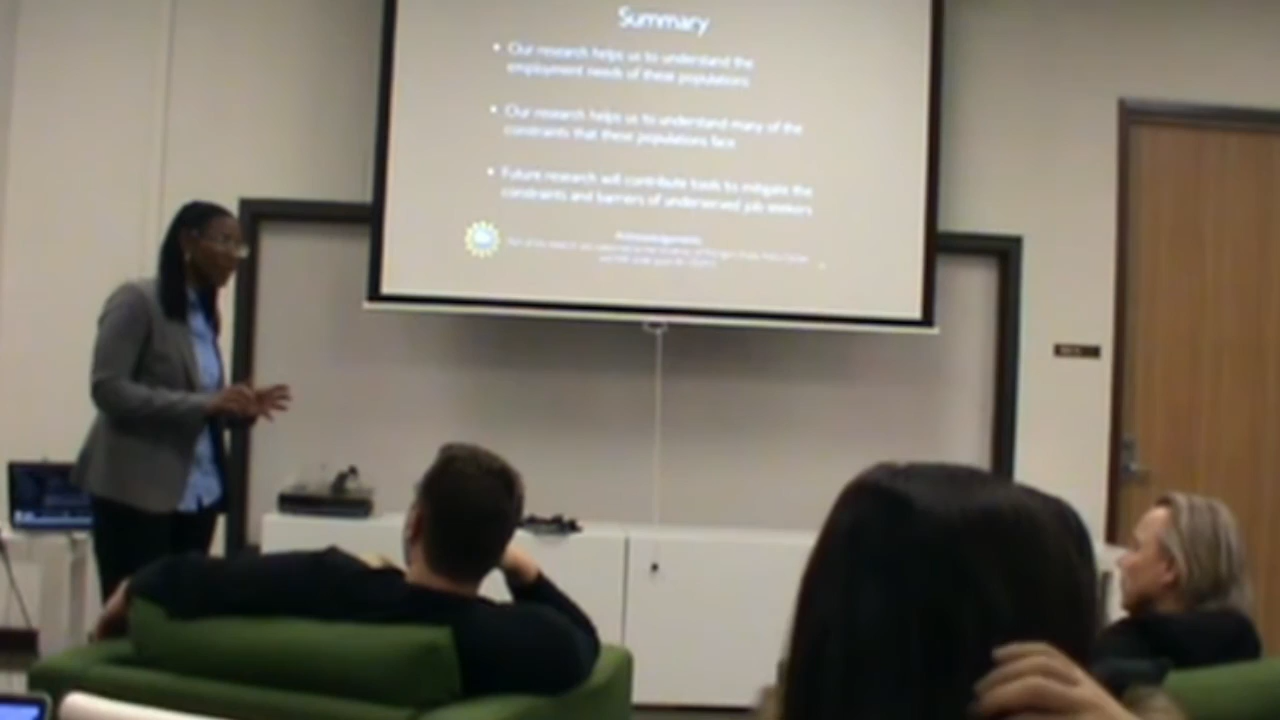 Summary
• Our research helps us to understand the
employment needs of these populations
• Our research helps us to understand many of the
constraints that these populations face
• Future research will contribute tools to mitigate the
constraints and barriers of underserved job seekers
Acknowledgements